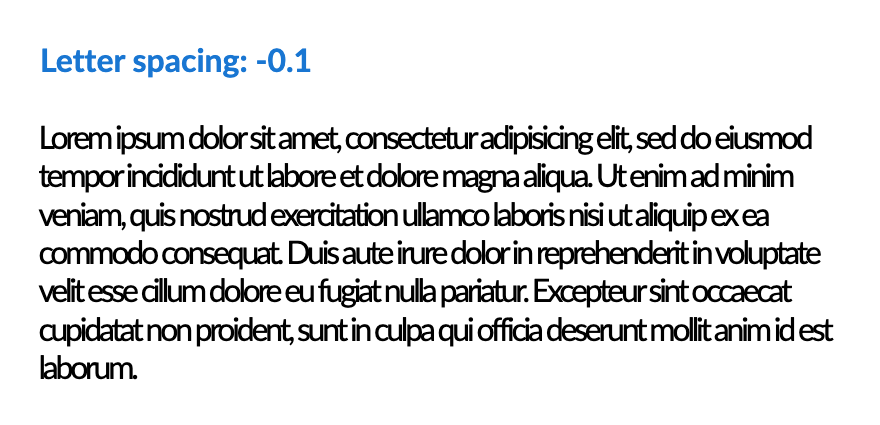 Letter spacing: -0.1
Lorem ipsum dolor sit amet, consectetur adipisicing elit, sed do eiusmod
tempor incididunt ut labore et dolore magna aliqua. Ut enim ad minim
veniam, quis nostrud exercitation ullamco laboris nisi ut aliquip ex ea
commodo consequat. Duis aute irure dolor in reprehenderit in voluptate
velit esse cillum dolore eu fugiat nulla pariatur. Excepteur sint occaecat
cupidatat non proident, sunt in culpa qui officia deserunt mollit anim id est
laborum.